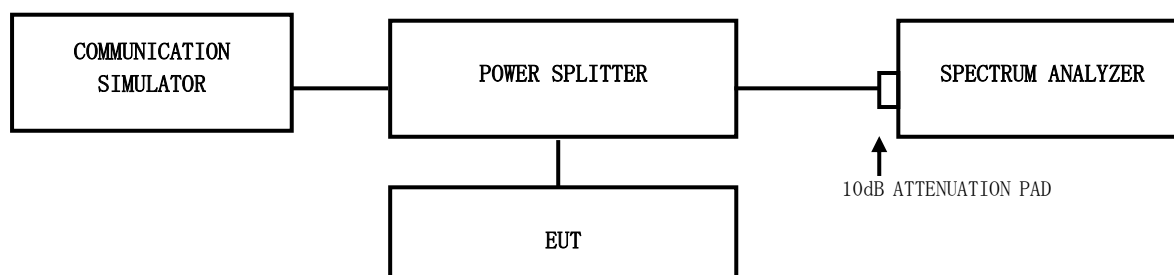 COMMUNICATION
SIMULATOR
POWER SPLITTER
SPECTRUM ANALYZER
10dB ATTENUATION PAD
EUT